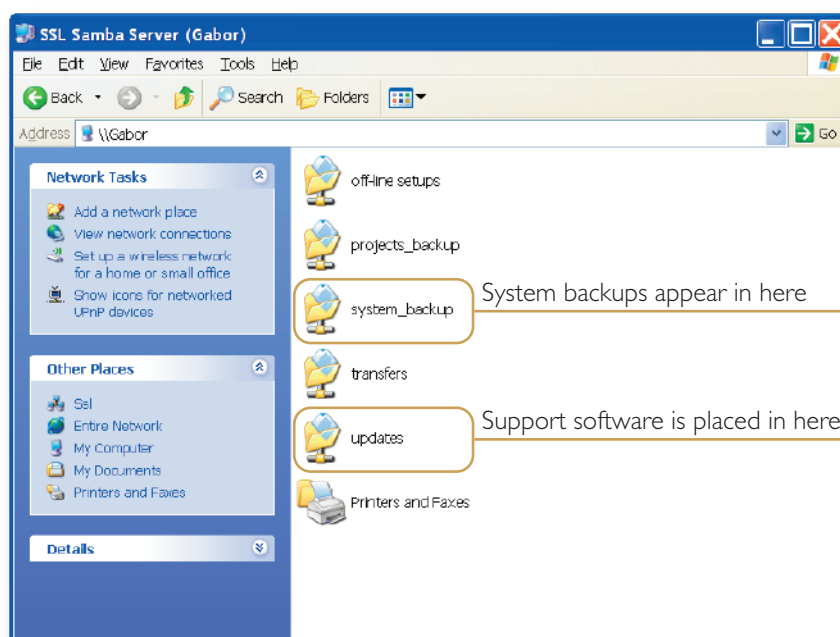 SSL Samba Server (Gabor)
File Edit View Favorites Tools Help
Back Search Folders
Address \\Gabor Go
Network Tasks
Add a network place
View network connections
Set up a wireless network
for a home or small office
Show icons for networked
UPnP devices
Other Places
Ssl
Entire Network
My Computer
My Documents
Printers and Faxes
Details
off-line setups
projects_backup
system_backup
System backups appear in here
transfers
updates
Support software is placed in here
Printers and Faxes